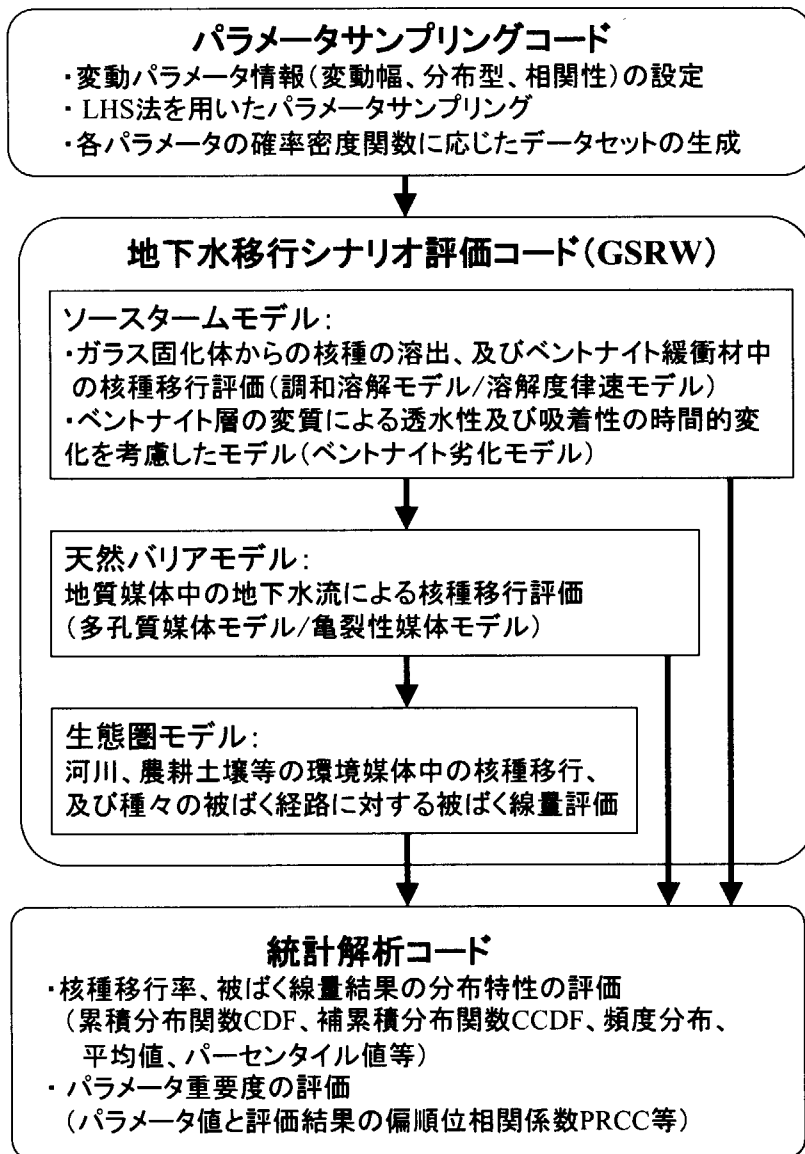 パラメータサンプリングコード
・変動パラメータ情報（変動幅、分布型、相関性）の設定
・LHS法を用いたパラメータサンプリング
・各パラメータの確率密度関数に応じたデータセットの生成
地下水移行シナリオ評価コード（GSRW）
ソースタームモデル：
・ガラス固化体からの核種の溶出、及びベントナイト緩衝材中
の核種移行評価（調和溶解モデル/溶解度律速モデル）
・ベントナイト層の変質による透水性及び吸着性の時間的変
化を考慮したモデル（ベントナイト劣化モデル）
天然バリアモデル：
地質媒体中の地下水流による核種移行評価
（多孔質媒体モデル/亀裂性媒体モデル）
生態圏モデル：
河川、農耕土壌等の環境媒体中の核種移行、
及び種々の被ばく経路に対する被ばく線量評価
統計解析コード
・核種移行率、被ばく線量結果の分布特性の評価
（累積分布関数CDF、補累積分布関数CCDF、頻度分布、
平均値、パーセンタイル値等）
・パラメータ重要度の評価
（パラメータ値と評価結果の偏順位相関係数PRCC等）